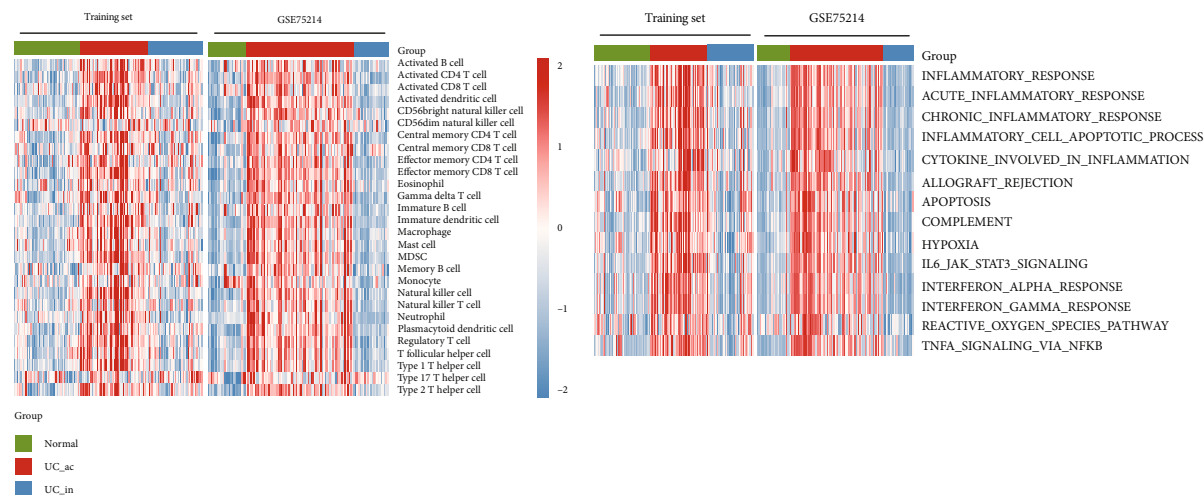 Training set
GSE75214
Group
Activated B cell
Activated CD4 T cell
Activated CD8 T cell
Activated dendritic cell
CD56bright natural killer cell
CD56dim natural killer cell
Central memory CD4 T cell
Central memory CD8 T cell
Effector memory CD4 T cell
Effector memory CD8 T cell
Eosinophil
Gamma delta T cell
Immature B cell
Immature dendritic cell
Macrophage
Mast cell
MDSC
Memory B cell
Monocyte
Natural killer cell
Natural killer T cell
Neutrophil
Plasmacytoid dendritic cell
Regulatory T cell
T follicular helper cell
Type 1 T helper cell
Type 17 T helper cell
Type 2 T helper cell
2
1
0
−1
−2
Group
Normal
UC_ac
UC_in
Training set
GSE75214
Group
INFLAMMATORY_RESPONSE
ACUTE_INFLAMMATORY_RESPONSE
CHRONIC_INFLAMMATORY_RESPONSE
INFLAMMATORY_CELL_APOPTOTIC_PROCESS
CYTOKINE_INVOLVED_IN_INFLAMMATION
ALLOGRAFT_REJECTION
APOPTOSIS
COMPLEMENT
HYPOXIA
IL6_JAK_STAT3_SIGNALING
INTERFERON_ALPHA_RESPONSE
INTERFERON_GAMMA_RESPONSE
REACTIVE_OXYGEN_SPECIES_PATHWAY
TNFA_SIGNALING_VIA_NFKB